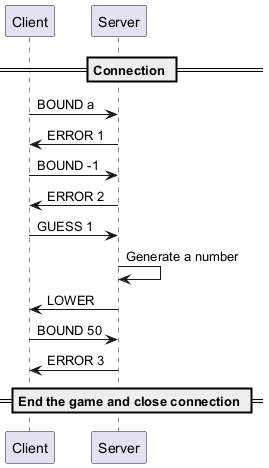 Client Server
Connection
BOUND a
ERROR 1
BOUND -1
ERROR 2
GUESS 1
Generate a number
LOWER
BOUND 50
ERROR 3
End the game and close connection
Client Server